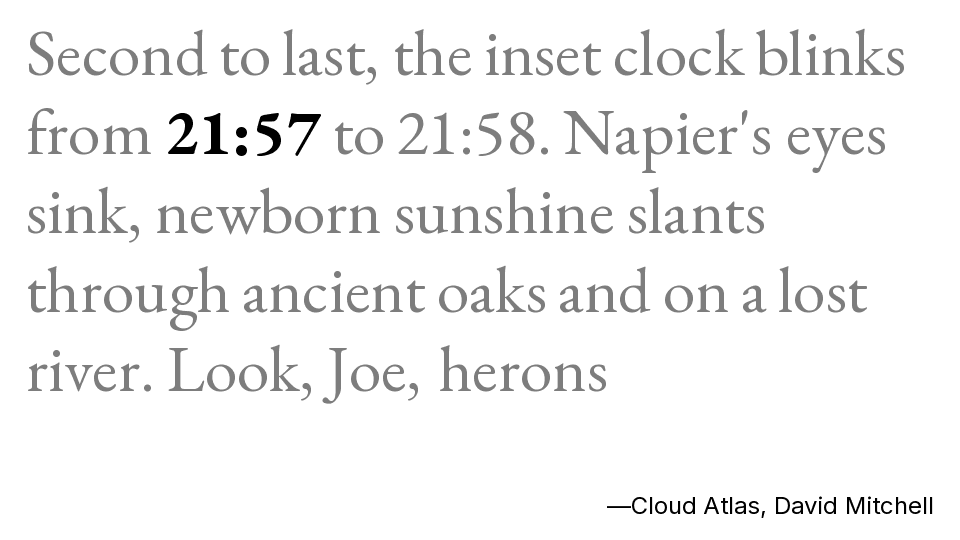 Second to last, the inset clock blinks
from 21:57 to 21:58. Napier's eyes
sink, newborn sunshine slants
through ancient oaks and on a lost
river. Look, Joe, herons
—Cloud Atlas, David Mitchell